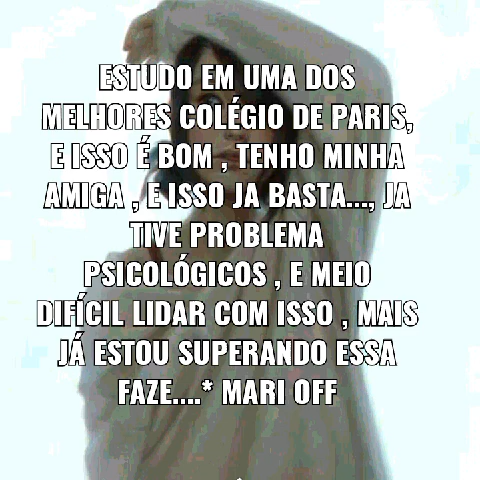 ESTUDO EM UMA DOS
MELHORES COLÉGIO DE PARIS,
E ISSO É BOM , TENHO MINHA
AMIGA , E ISSO JA BASTA..., JA
TIVE PROBLEMA
PSICOLÓGICOS , E MEIO
DIFÍCIL LIDAR COM ISSO , MAIS
JÁ ESTOU SUPERANDO ESSA
FAZE....* MARI OFF